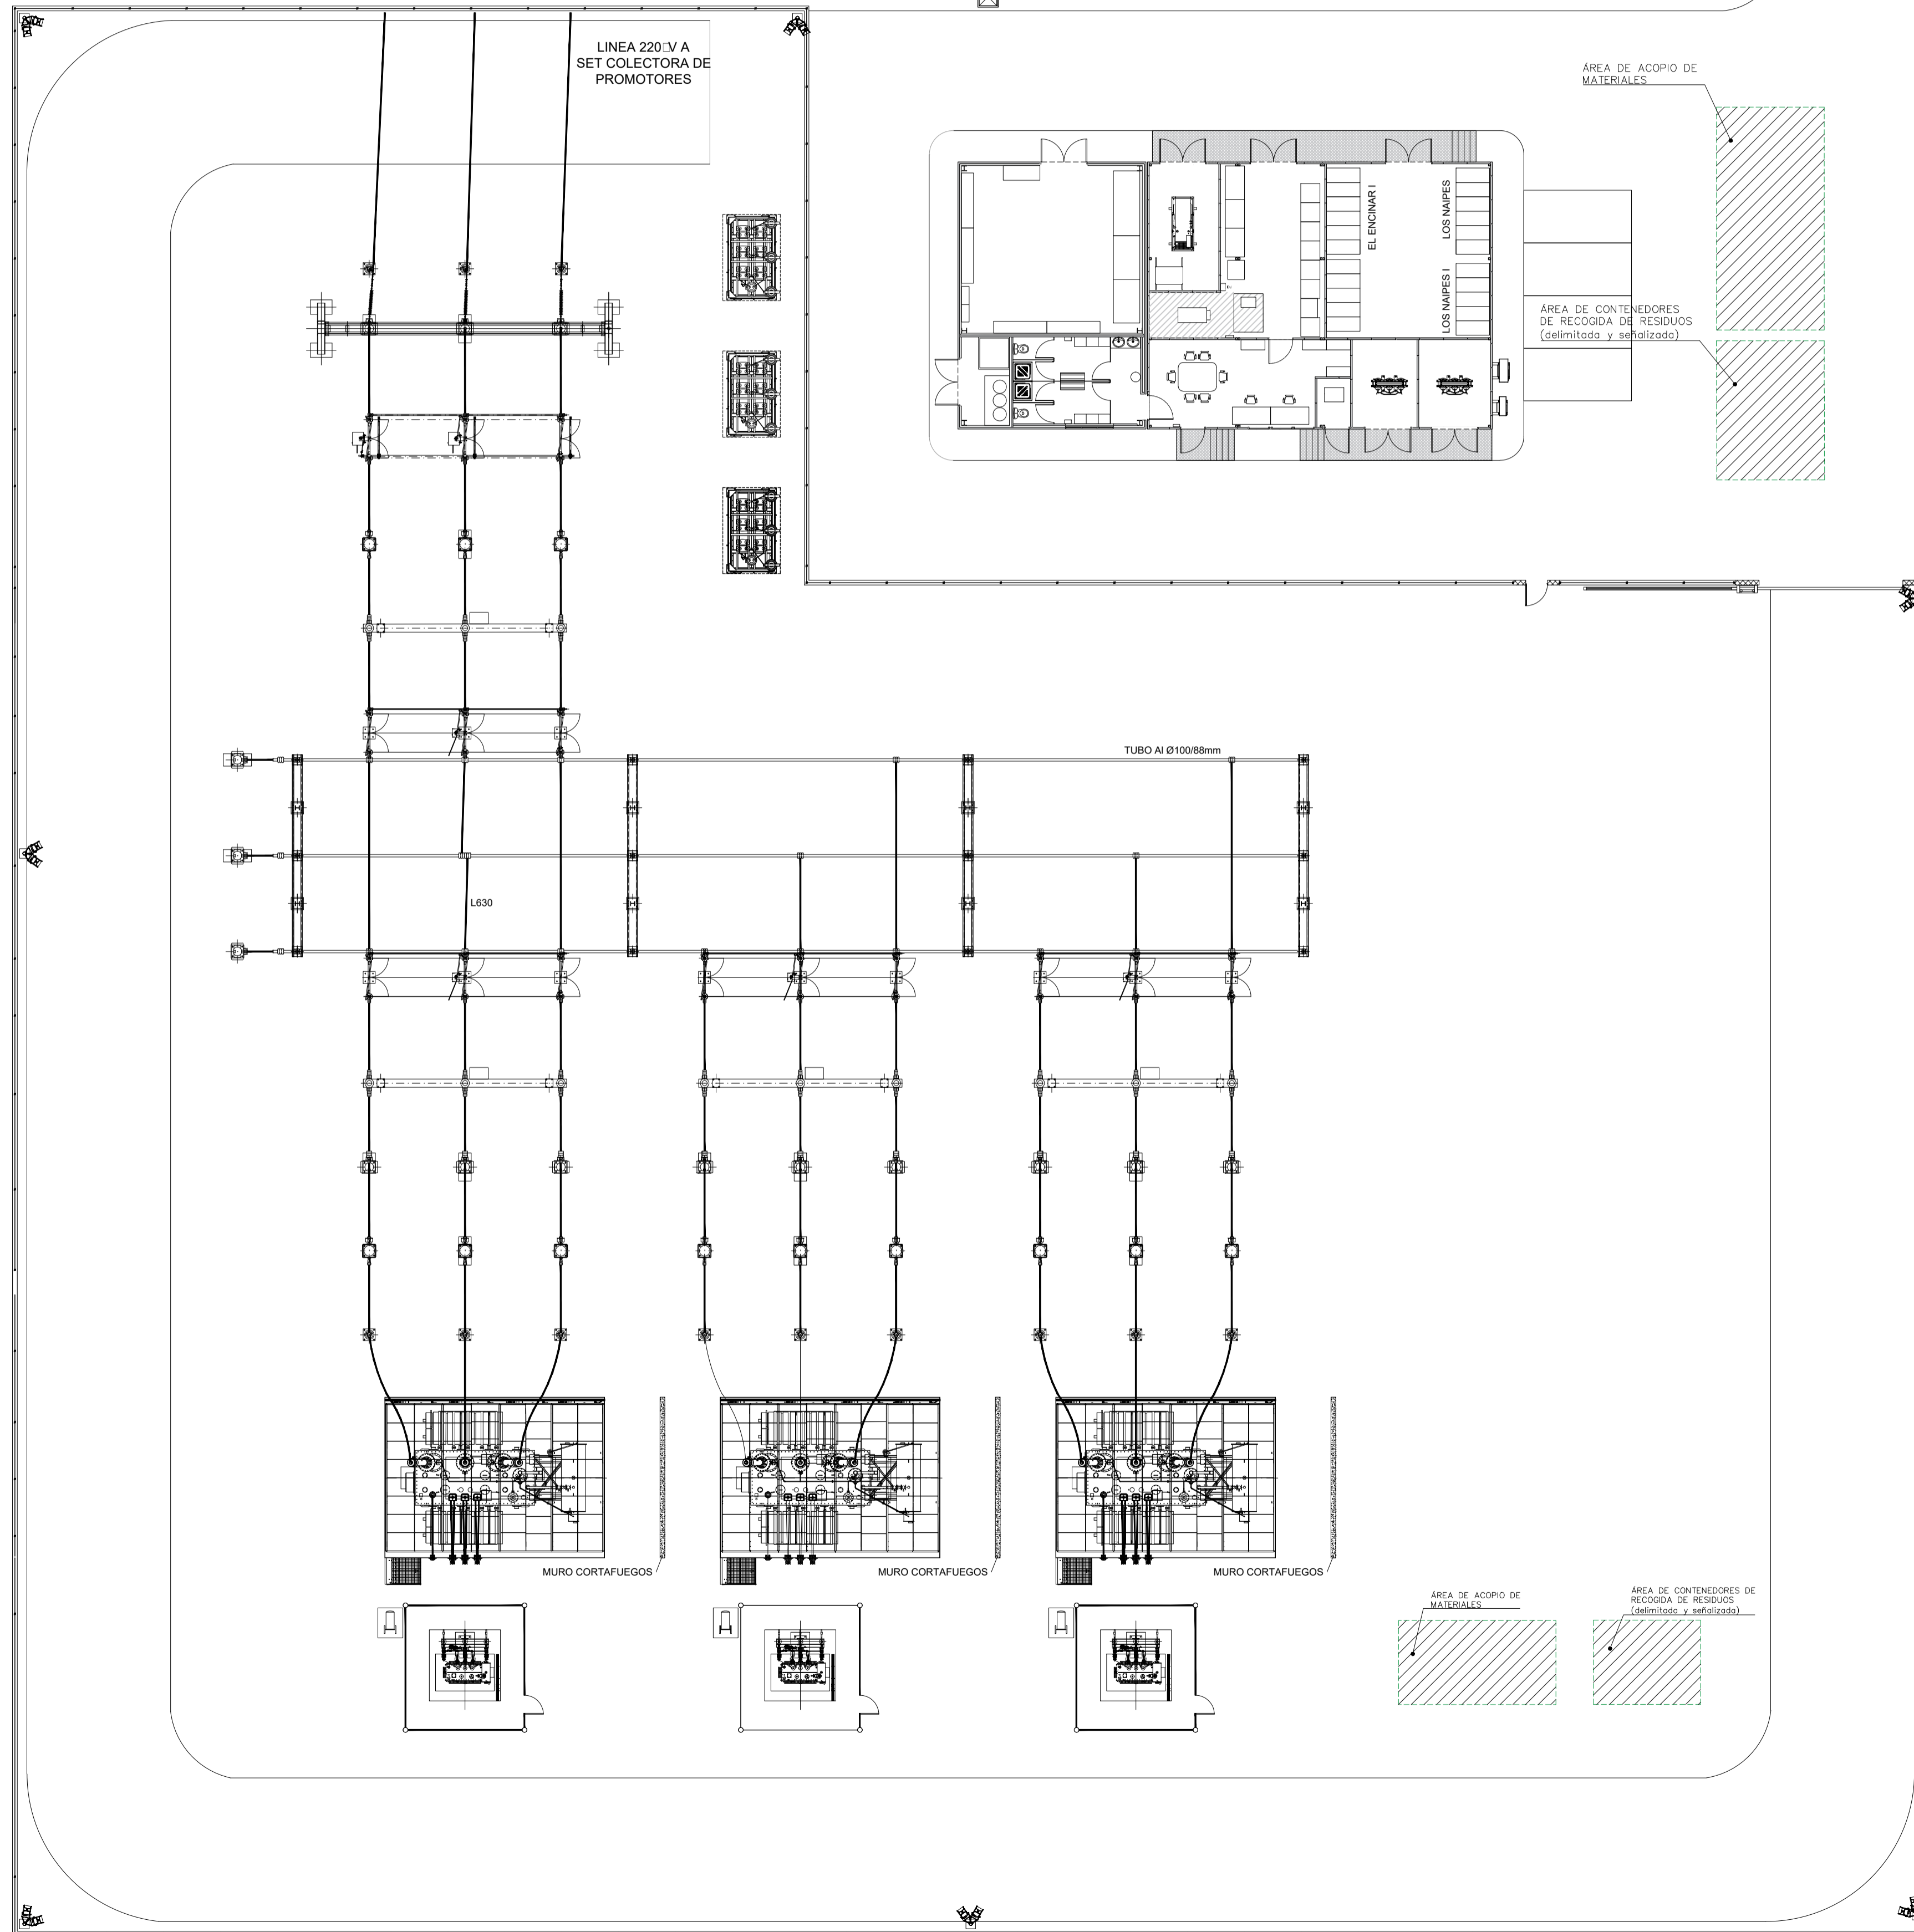 LINEA 220□V A
SET COLECTORA DE
PROMOTORES
ÁREA DE ACOPIO DE
MATERIALES
EL ENCINAR I
LOS NAIPES
LOS NAIPES I
ÁREA DE CONTENEDORES
DE RECOGIDA DE RESIDUOS
(delimitada y señalizada)
TUBO Al Ø100/88mm
L630
MURO CORTAFUEGOS
MURO CORTAFUEGOS
MURO CORTAFUEGOS
ÁREA DE ACOPIO DE
MATERIALES
ÁREA DE CONTENEDORES DE
RECOGIDA DE RESIDUOS
(delimitada y señalizada)